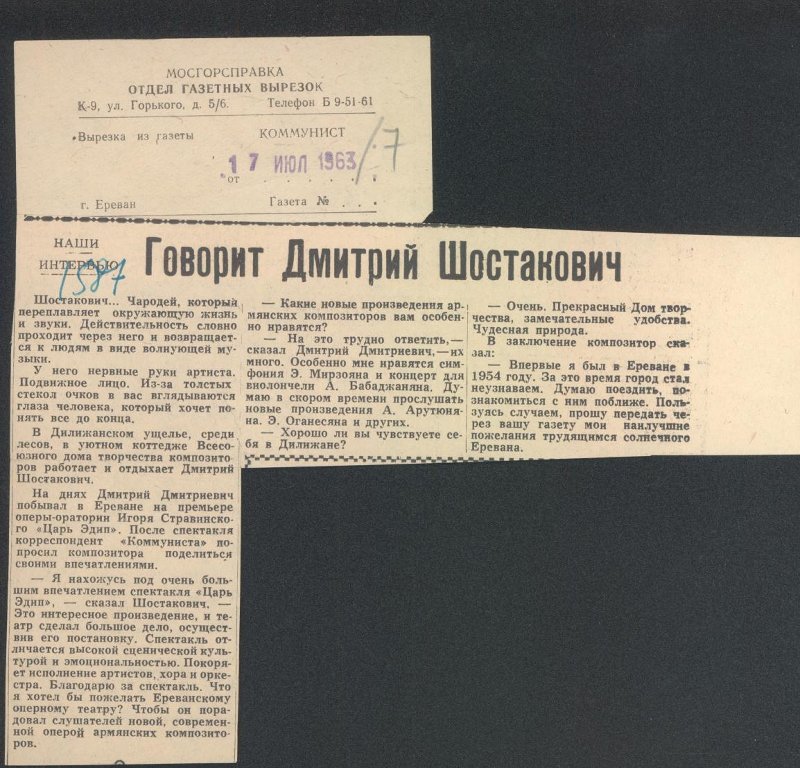 МОСГОРСПРАВКА
ОТДЕЛ ГАЗЕТНЫХ ВЫРЕЗОК
К-9, ул. Горького, д. 5/6. Телефон Б 9-51-61
Вырезка из газеты КОММУНИСТ
17 ИЮЛ 1963 /7
от . . . . . .
г. Ереван Газета № . . .
НАШИ
ИНТЕРВЬЮ
1587
Говорит Дмитрий Шостакович
Шостакович... Чародей, который
переплавляет окружающую жизнь
и звуки. Действительность словно
проходит через него и возвращает-
ся к людям в виде волнующей му-
зыки.
У него нервные руки артиста.
Подвижное лицо. Из-за толстых
стекол очков в вас вглядываются
глаза человека, который хочет по-
нять все до конца.
В Дилижанском ущелье, среди
лесов, в уютном коттедже Всесо-
юзного дома творчества композито-
ров работает и отдыхает Дмитрий
Шостакович.
На днях Дмитрий Дмитриевич
побывал в Ереване на премьере
оперы-оратории Игоря Стравинско-
го «Царь Эдип». После спектакля
корреспондент «Коммуниста» по-
просил композитора поделиться
своими впечатлениями.
— Я нахожусь под очень боль-
шим впечатлением спектакля «Царь
Эдип», — сказал Шостакович. —
Это интересное произведение, и те-
атр сделал большое дело, осущест-
вив его постановку. Спектакль от-
личается высокой сценической куль-
турой и эмоциональностью. Покоря-
ет исполнение артистов, хора и орке-
стра. Благодарю за спектакль. Что
я хотел бы пожелать Ереванскому
оперному театру? Чтобы он пора-
довал слушателей новой, современ-
ной оперой армянских композито-
ров.
— Какие новые произведения ар-
мянских композиторов вам особен-
но нравятся?
— На это трудно ответить,—
сказал Дмитрий Дмитриевич,— их
много. Особенно мне нравятся сим-
фония Э. Мирзояна и концерт для
виолончели А. Бабаджаняна. Ду-
маю в скором времени прослушать
новые произведения А. Арутюня-
на. Э. Оганесяна и других.
— Хорошо ли вы чувствуете се-
бя в Дилижане?
— Очень. Прекрасный Дом твор-
чества, замечательные удобства.
Чудесная природа.
В заключение композитор ска-
зал:
— Впервые я был в Ереване в
1954 году. За это время город стал
неузнаваем. Думаю поездить, по-
знакомиться с ним поближе. Поль-
зуясь случаем, прошу передать че-
рез вашу газету мои наилучшие
пожелания трудящимся солнечного
Еревана.